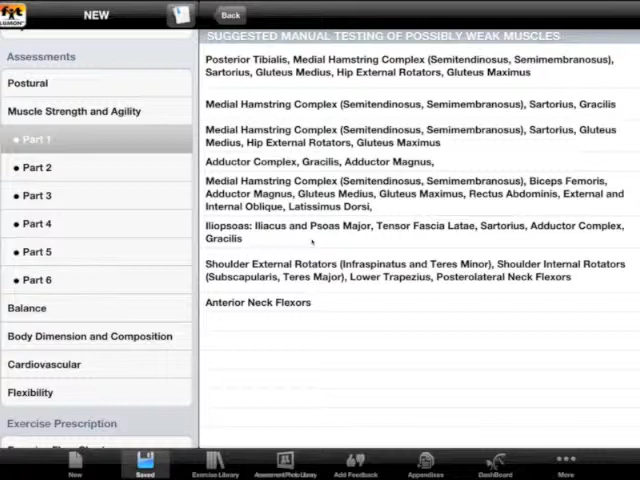 fit
NEW
Back
SUGGESTED MANUAL TESTING OF POSSIBLY WEAK MUSCLES
Assessments
Postural
Muscle Strength and Agility
• Part 1
• Part 2
• Part 3
• Part 4
• Part 5
• Part 6
Balance
Body Dimension and Composition
Cardiovascular
Flexibility
Exercise Prescription
Posterior Tibialis, Medial Hamstring Complex (Semitendinosus, Semimembranosus),
Sartorius, Gluteus Medius, Hip External Rotators, Gluteus Maximus
Medial Hamstring Complex (Semitendinosus, Semimembranosus), Sartorius, Gracilis
Medial Hamstring Complex (Semitendinosus, Semimembranosus), Sartorius, Gluteus
Medius, Hip External Rotators, Gluteus Maximus
Adductor Complex, Gracilis, Adductor Magnus,
Medial Hamstring Complex (Semitendinosus, Semimembranosus), Biceps Femoris,
Adductor Magnus, Gluteus Medius, Gluteus Maximus, Rectus Abdominis, External and
Internal Oblique, Latissimus Dorsi,
Iliopsoas: Iliacus and Psoas Major, Tensor Fascia Latae, Sartorius, Adductor Complex,
Gracilis
Shoulder External Rotators (Infraspinatus and Teres Minor), Shoulder Internal Rotators
(Subscapularis, Teres Major), Lower Trapezius, Posterolateral Neck Flexors
Anterior Neck Flexors
New
Saved
Exercise Library
Assessment Photo Library
Add Feedback
Appendixes
DashBoard
More